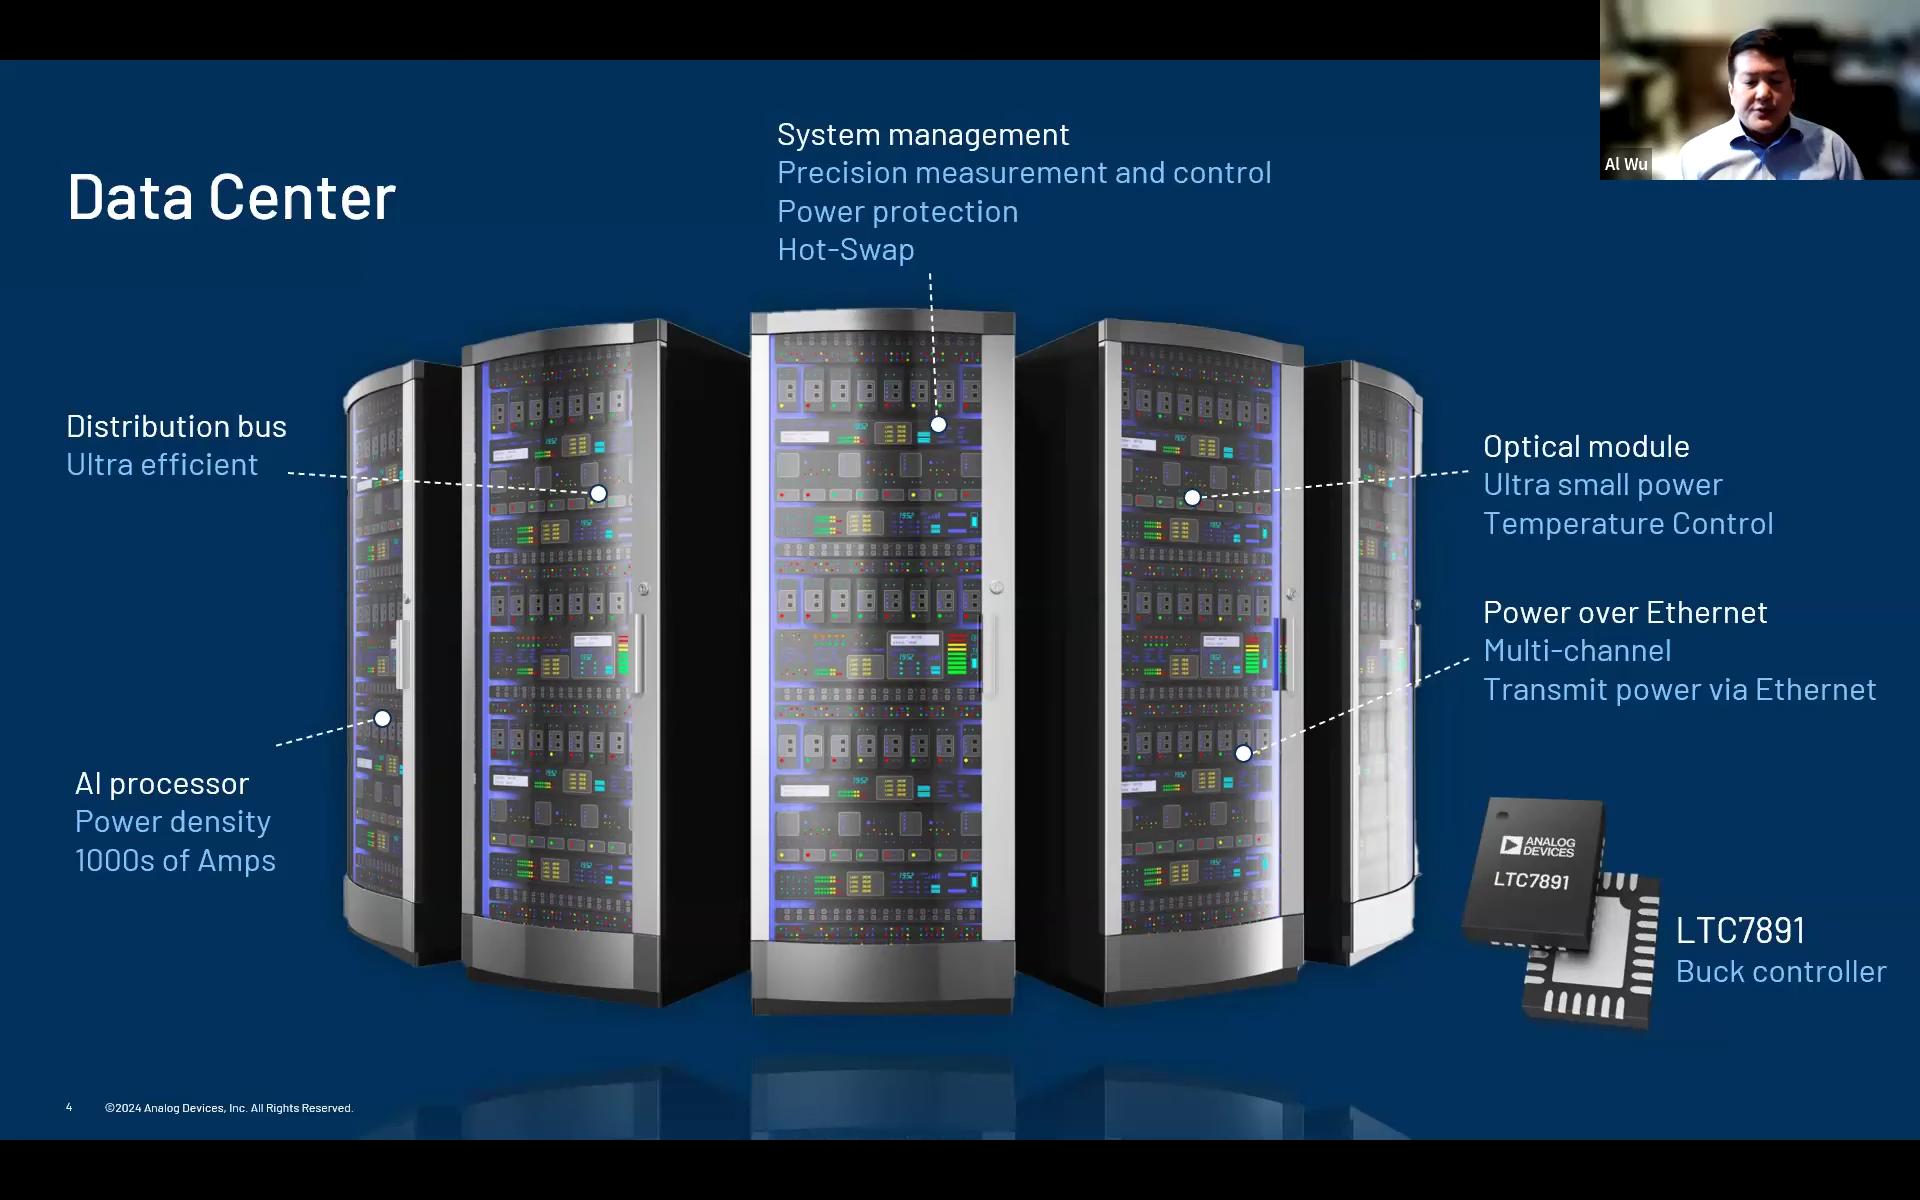 Al Wu
Data Center
System management
Precision measurement and control
Power protection
Hot-Swap
Distribution bus
Ultra efficient
Optical module
Ultra small power
Temperature Control
Power over Ethernet
Multi-channel
Transmit power via Ethernet
AI processor
Power density
1000s of Amps
ANALOG
DEVICES
LTC7891
LTC7891
Buck controller
4
©2024 Analog Devices, Inc. All Rights Reserved.